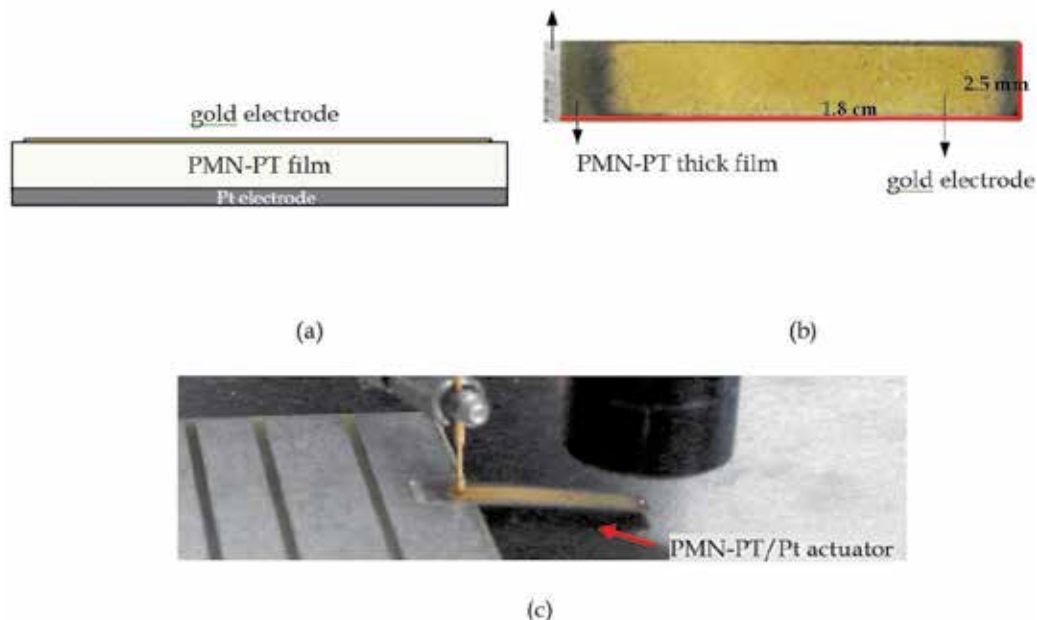 gold electrode
PMN-PT film
Pt electrode
(a)
2.5 mm
1.8 cm
PMN-PT thick film
gold electrode
(b)
PMN-PT/Pt actuator
(c)